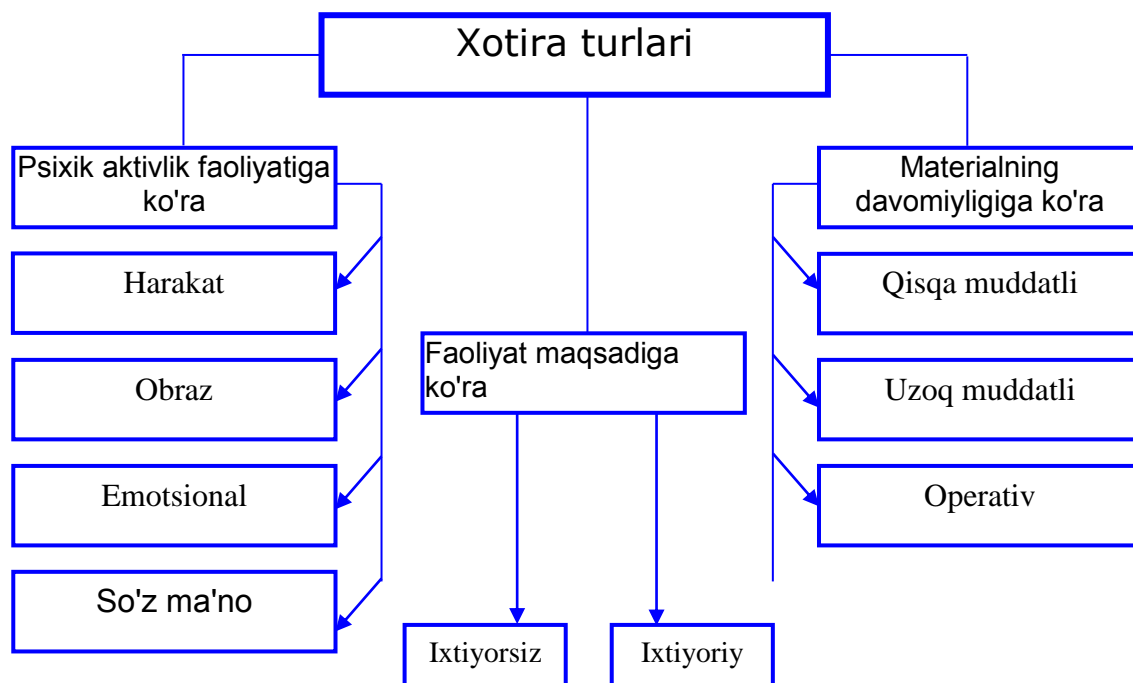 Xotira turlari
Psixik aktivlik faoliyatiga
ko'ra
Harakat
Obraz
Emotsional
So'z ma'no
Faoliyat maqsadiga
ko'ra
Ixtiyorsiz
Ixtiyoriy
Materialning
davomiyligiga ko'ra
Qisqa muddatli
Uzoq muddatli
Operativ